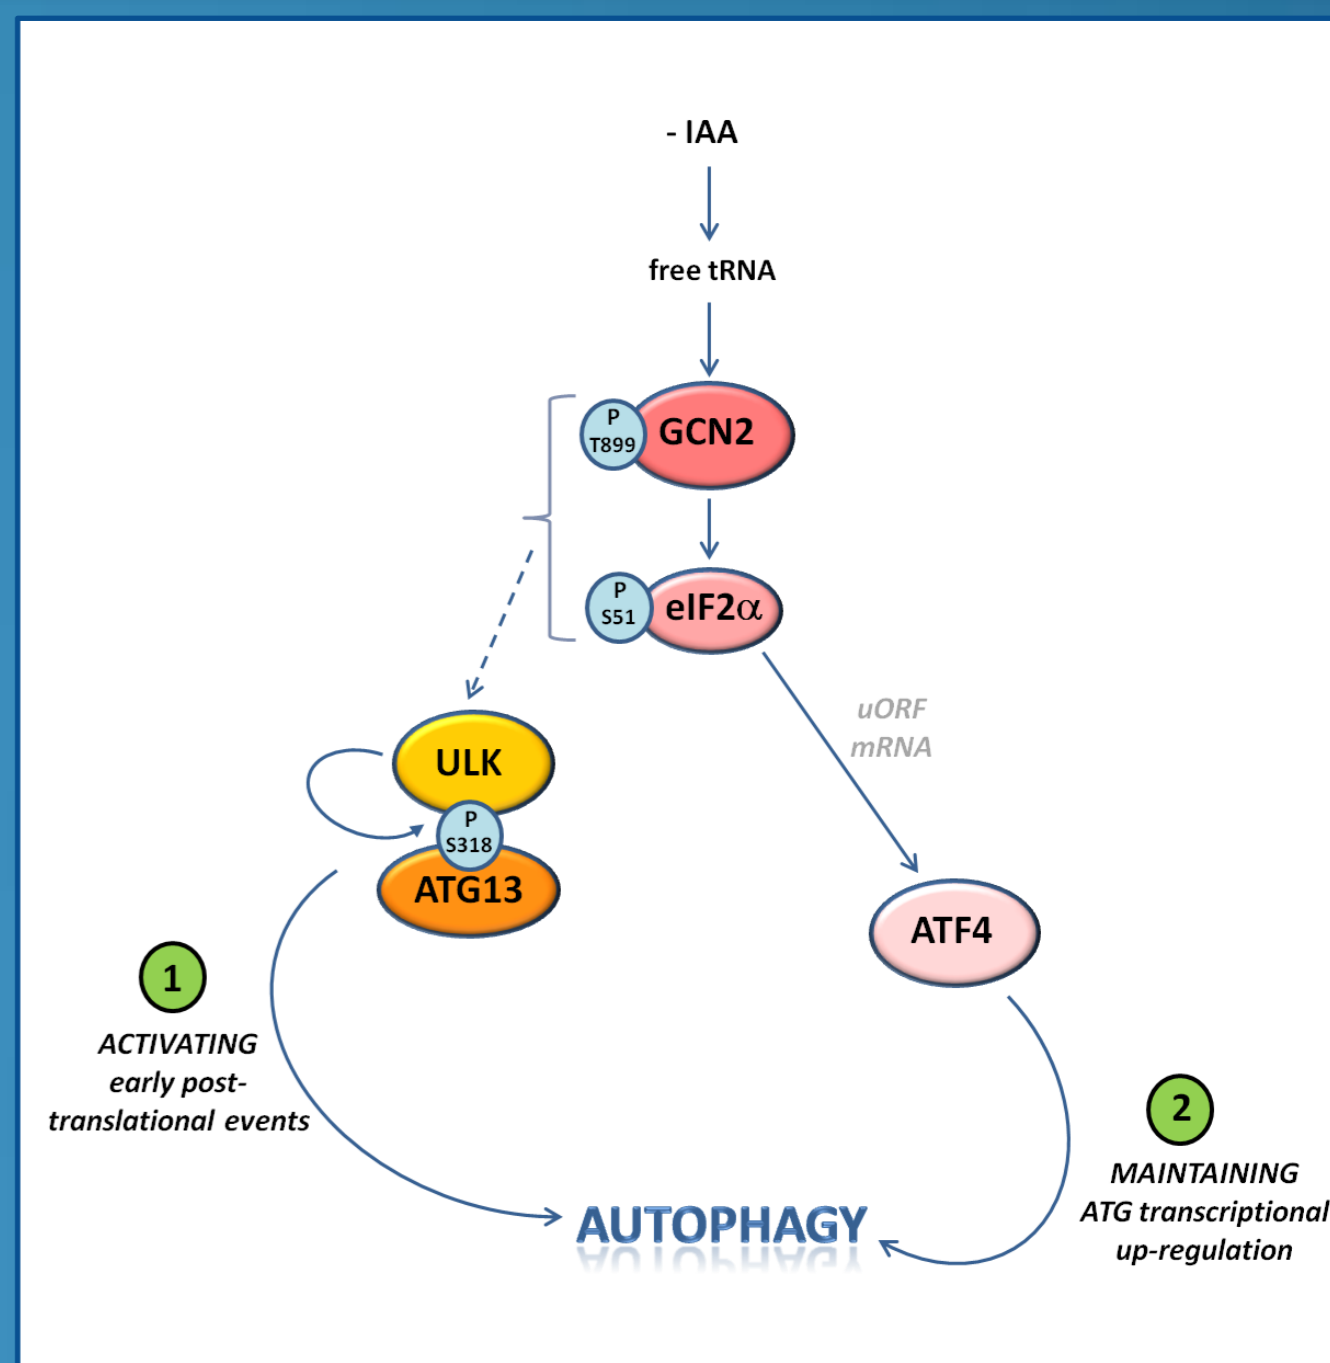 - IAA
free tRNA
P
T899
GCN2
P
S51
eIF2α
uORF
mRNA
ULK
P
S318
ATG13
ATF4
1
ACTIVATING
early post-
translational events
2
MAINTAINING
ATG transcriptional
up-regulation
AUTOPHAGY